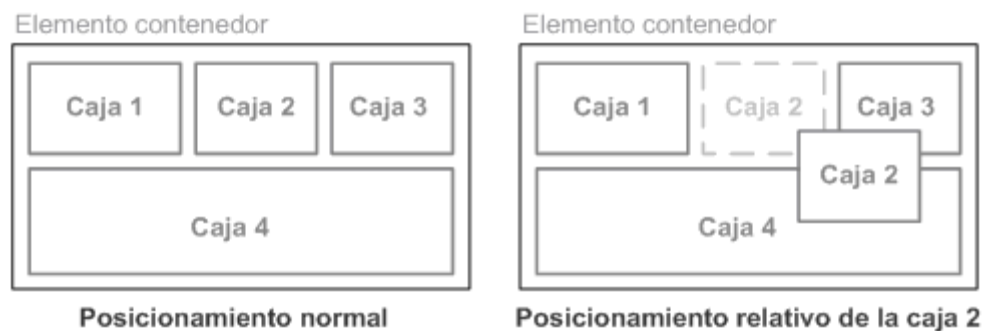 Elemento contenedor
Caja 1 Caja 2 Caja 3
Caja 4
Posicionamiento normal
Elemento contenedor
Caja 1 Caja 2 Caja 3
Caja 2
Caja 4
Posicionamiento relativo de la caja 2